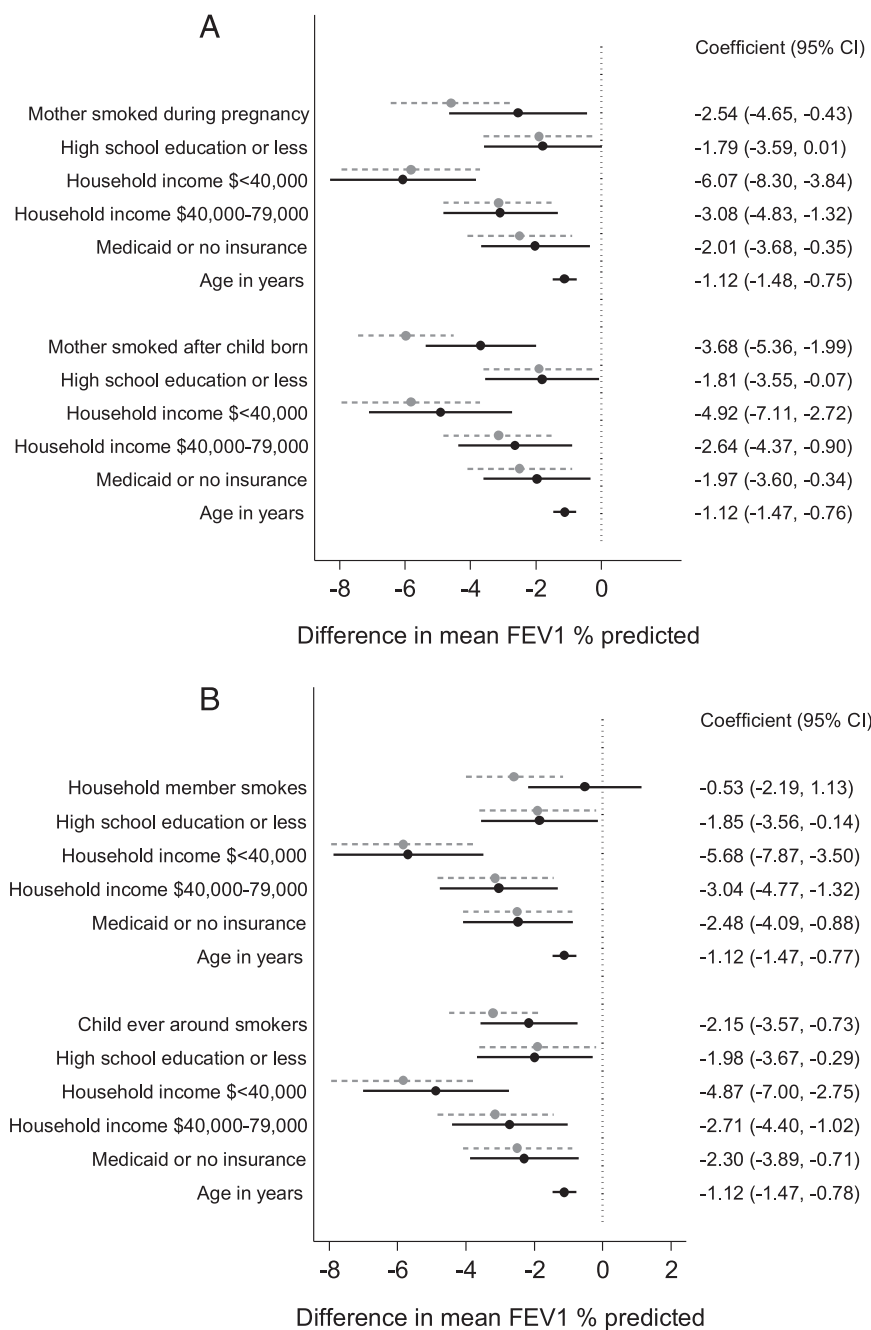 A
Coefficient (95% CI)
Mother smoked during pregnancy -2.54 (-4.65, -0.43)
High school education or less -1.79 (-3.59, 0.01)
Household income $<40,000 -6.07 (-8.30, -3.84)
Household income $40,000-79,000 -3.08 (-4.83, -1.32)
Medicaid or no insurance -2.01 (-3.68, -0.35)
Age in years -1.12 (-1.48, -0.75)
Mother smoked after child born -3.68 (-5.36, -1.99)
High school education or less -1.81 (-3.55, -0.07)
Household income $<40,000 -4.92 (-7.11, -2.72)
Household income $40,000-79,000 -2.64 (-4.37, -0.90)
Medicaid or no insurance -1.97 (-3.60, -0.34)
Age in years -1.12 (-1.47, -0.76)
-8 -6 -4 -2 0
Difference in mean FEV1 % predicted
B
Coefficient (95% CI)
Household member smokes -0.53 (-2.19, 1.13)
High school education or less -1.85 (-3.56, -0.14)
Household income $<40,000 -5.68 (-7.87, -3.50)
Household income $40,000-79,000 -3.04 (-4.77, -1.32)
Medicaid or no insurance -2.48 (-4.09, -0.88)
Age in years -1.12 (-1.47, -0.77)
Child ever around smokers -2.15 (-3.57, -0.73)
High school education or less -1.98 (-3.67, -0.29)
Household income $<40,000 -4.87 (-7.00, -2.75)
Household income $40,000-79,000 -2.71 (-4.40, -1.02)
Medicaid or no insurance -2.30 (-3.89, -0.71)
Age in years -1.12 (-1.47, -0.78)
-8 -6 -4 -2 0 2
Difference in mean FEV1 % predicted